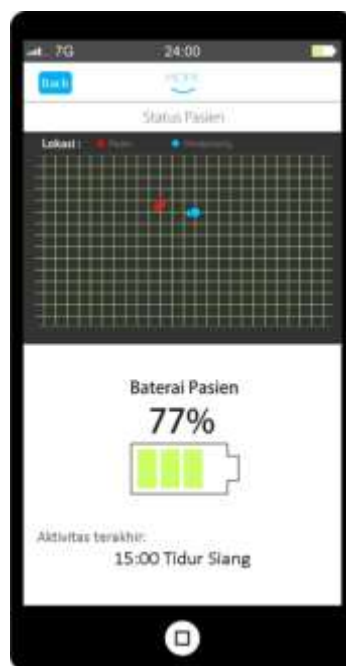 7G 24:00
Back
Status Pasien
Lokasi :
Baterai Pasien
77%
Aktivitas terakhir:
15:00 Tidur Siang